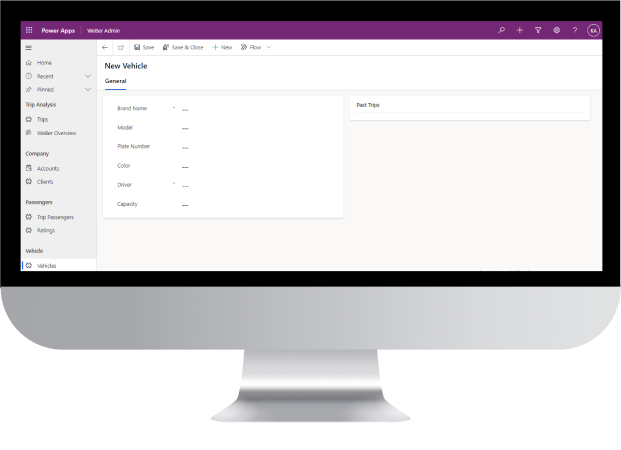 Power Apps Weller Admin KA
← Save Save & Close + New Flow
Home
Recent
Pinned
Trip Analysis
Trips
Weller Overview
Company
Accounts
Clients
Passengers
Trip Passengers
Ratings
Vehicle
Vehicles
New Vehicle
General
Brand Name * ---
Model ---
Plate Number ---
Color ---
Driver * ---
Capacity ---
Past Trips